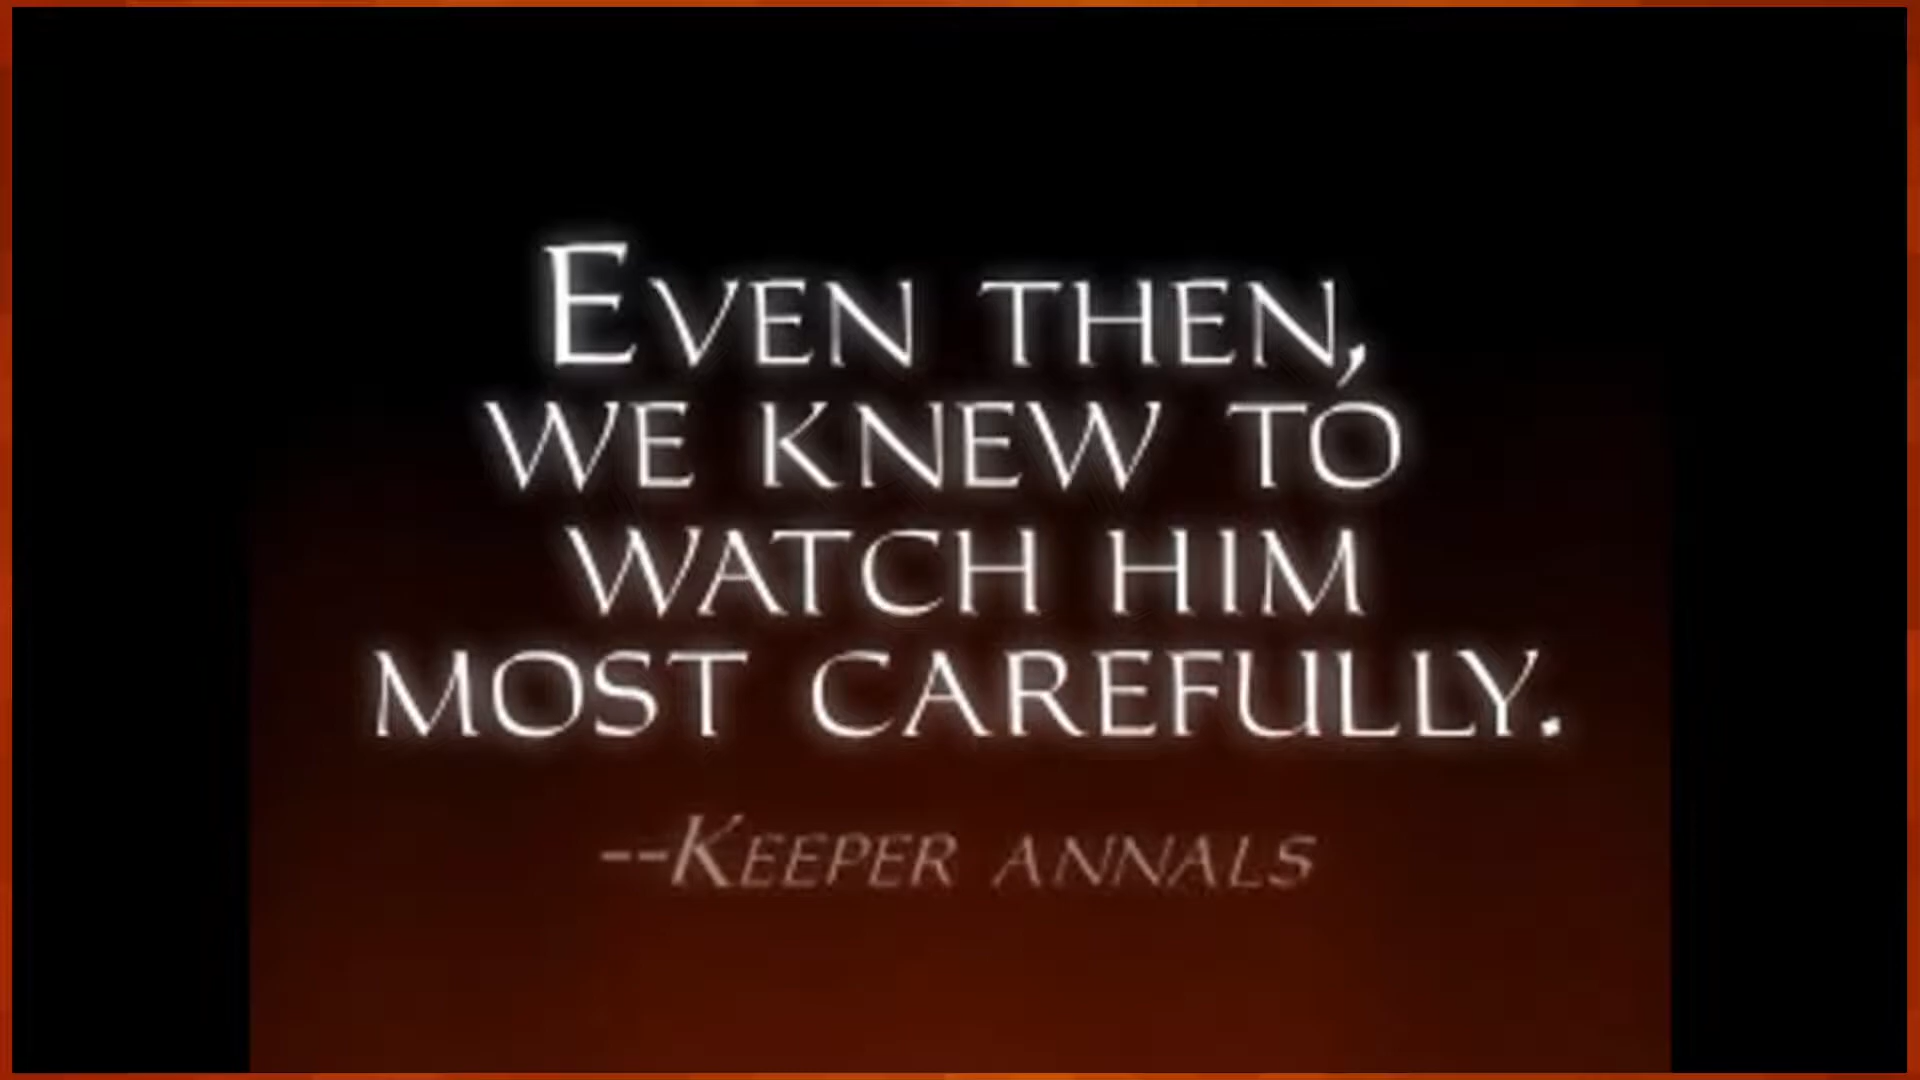 Even then,
we knew to
watch him
most carefully.
--Keeper annals